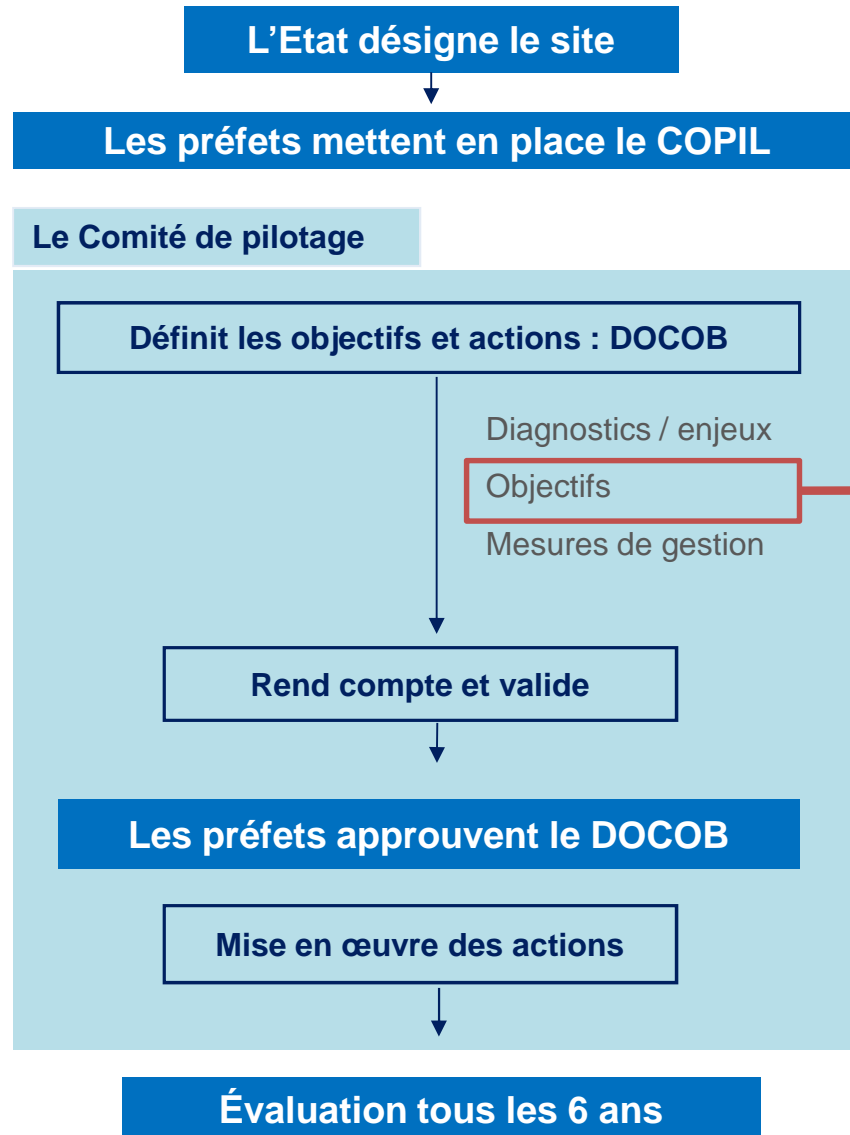 L’Etat désigne le site
Les préfets mettent en place le COPIL
Le Comité de pilotage
Définit les objectifs et actions : DOCOB
Diagnostics / enjeux
Objectifs
Mesures de gestion
Rend compte et valide
Les préfets approuvent le DOCOB
Mise en œuvre des actions
Évaluation tous les 6 ans